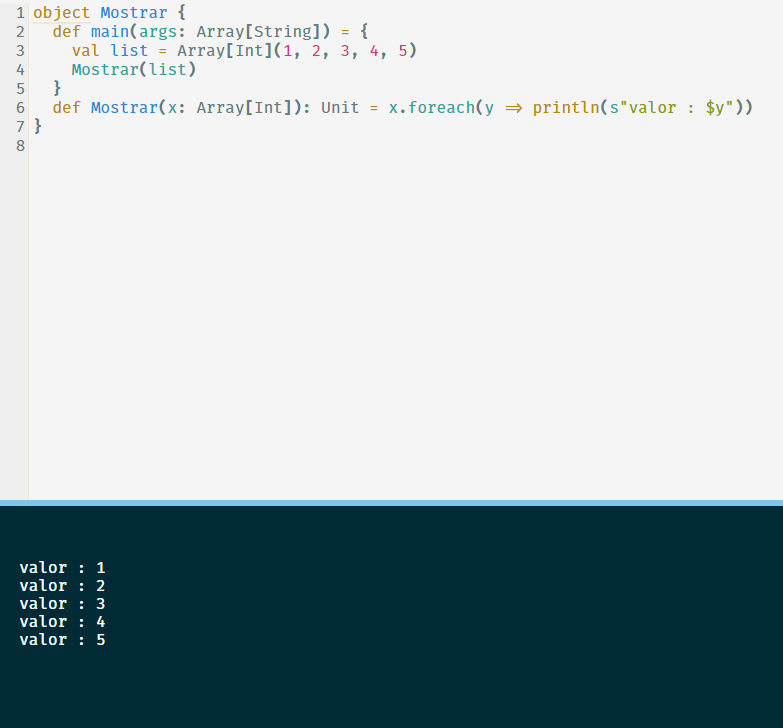 1 object Mostrar {
2   def main(args: Array[String]) = {
3     val list = Array[Int](1, 2, 3, 4, 5)
4     Mostrar(list)
5   }
6   def Mostrar(x: Array[Int]): Unit = x.foreach(y => println(s"valor : $y"))
7 }
8
valor : 1
valor : 2
valor : 3
valor : 4
valor : 5